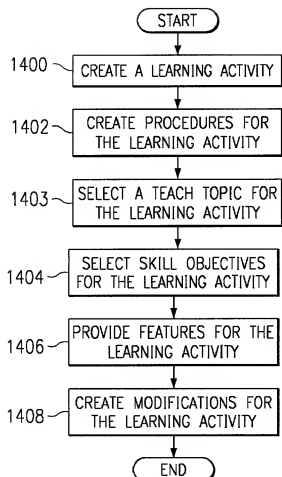 START
1400
CREATE A LEARNING ACTIVITY
1402
CREATE PROCEDURES FOR
THE LEARNING ACTIVITY
1403
SELECT A TEACH TOPIC FOR
THE LEARNING ACTIVITY
1404
SELECT SKILL OBJECTIVES
FOR THE LEARNING ACTIVITY
1406
PROVIDE FEATURES FOR THE
LEARNING ACTIVITY
1408
CREATE MODIFICATIONS FOR
THE LEARNING ACTIVITY
END